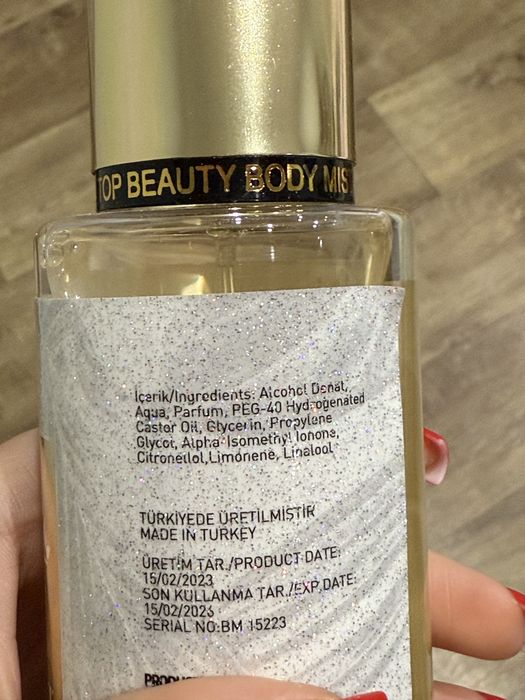 TOP BEAUTY BODY MIS
İçerik/Ingredients: Alcohol Denat.,
Aqua, Parfum, PEG-40 Hydrogenated
Castor Oil, Glycerin, Propylene
Glycol, Alpha-Isomethyl Ionone,
Citronellol, Limonene, Linalool
TÜRKİYEDE ÜRETİLMİŞTİR
MADE IN TURKEY
ÜRETİM TAR./PRODUCT DATE:
15/02/2023
SON KULLANMA TAR./EXP.DATE:
15/02/2026
SERIAL NO:BM 15223